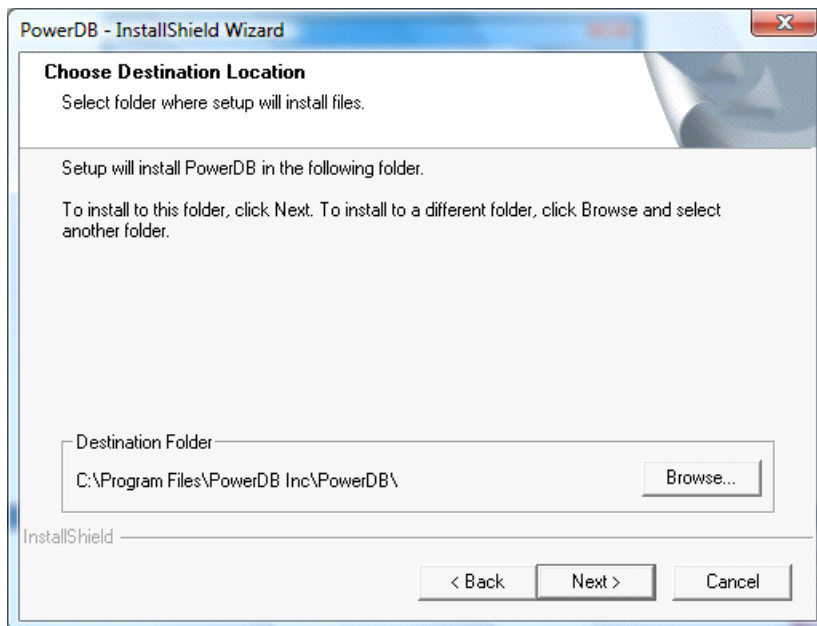 PowerDB - InstallShield Wizard
Choose Destination Location
Select folder where setup will install files.
Setup will install PowerDB in the following folder.
To install to this folder, click Next. To install to a different folder, click Browse and select
another folder.
Destination Folder
C:\Program Files\PowerDB Inc\PowerDB\
Browse...
InstallShield
< Back
Next >
Cancel